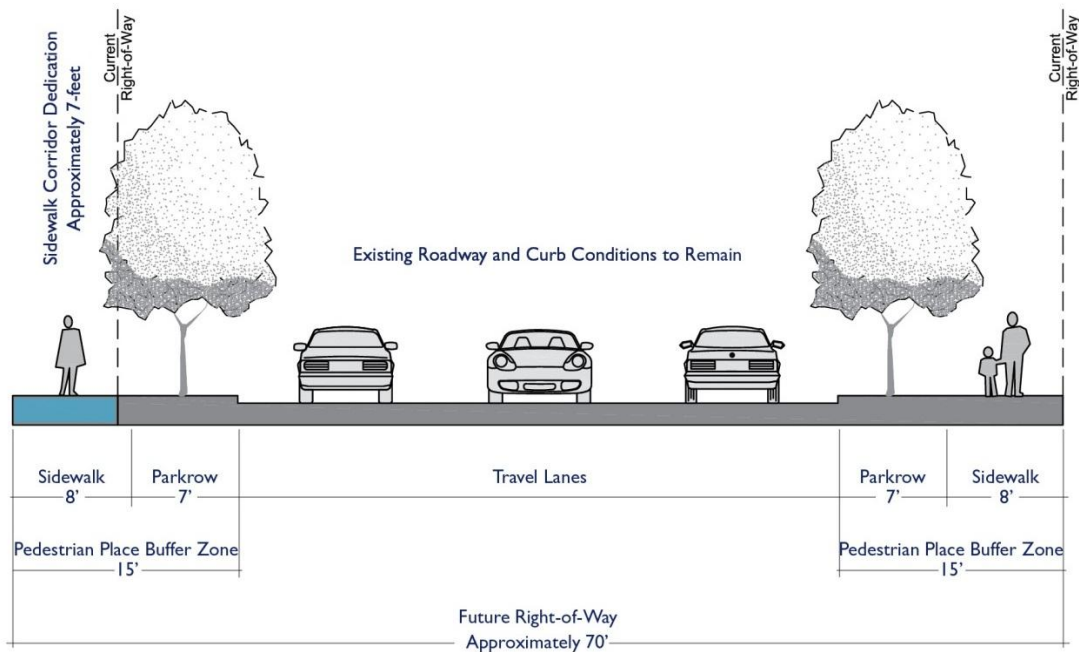 Sidewalk Corridor Dedication
Approximately 7-feet
Current
Right-of-Way
Current
Right-of-Way
Existing Roadway and Curb Conditions to Remain
Sidewalk
8'
Parkrow
7'
Travel Lanes
Parkrow
7'
Sidewalk
8'
Pedestrian Place Buffer Zone
15'
Pedestrian Place Buffer Zone
15'
Future Right-of-Way
Approximately 70'